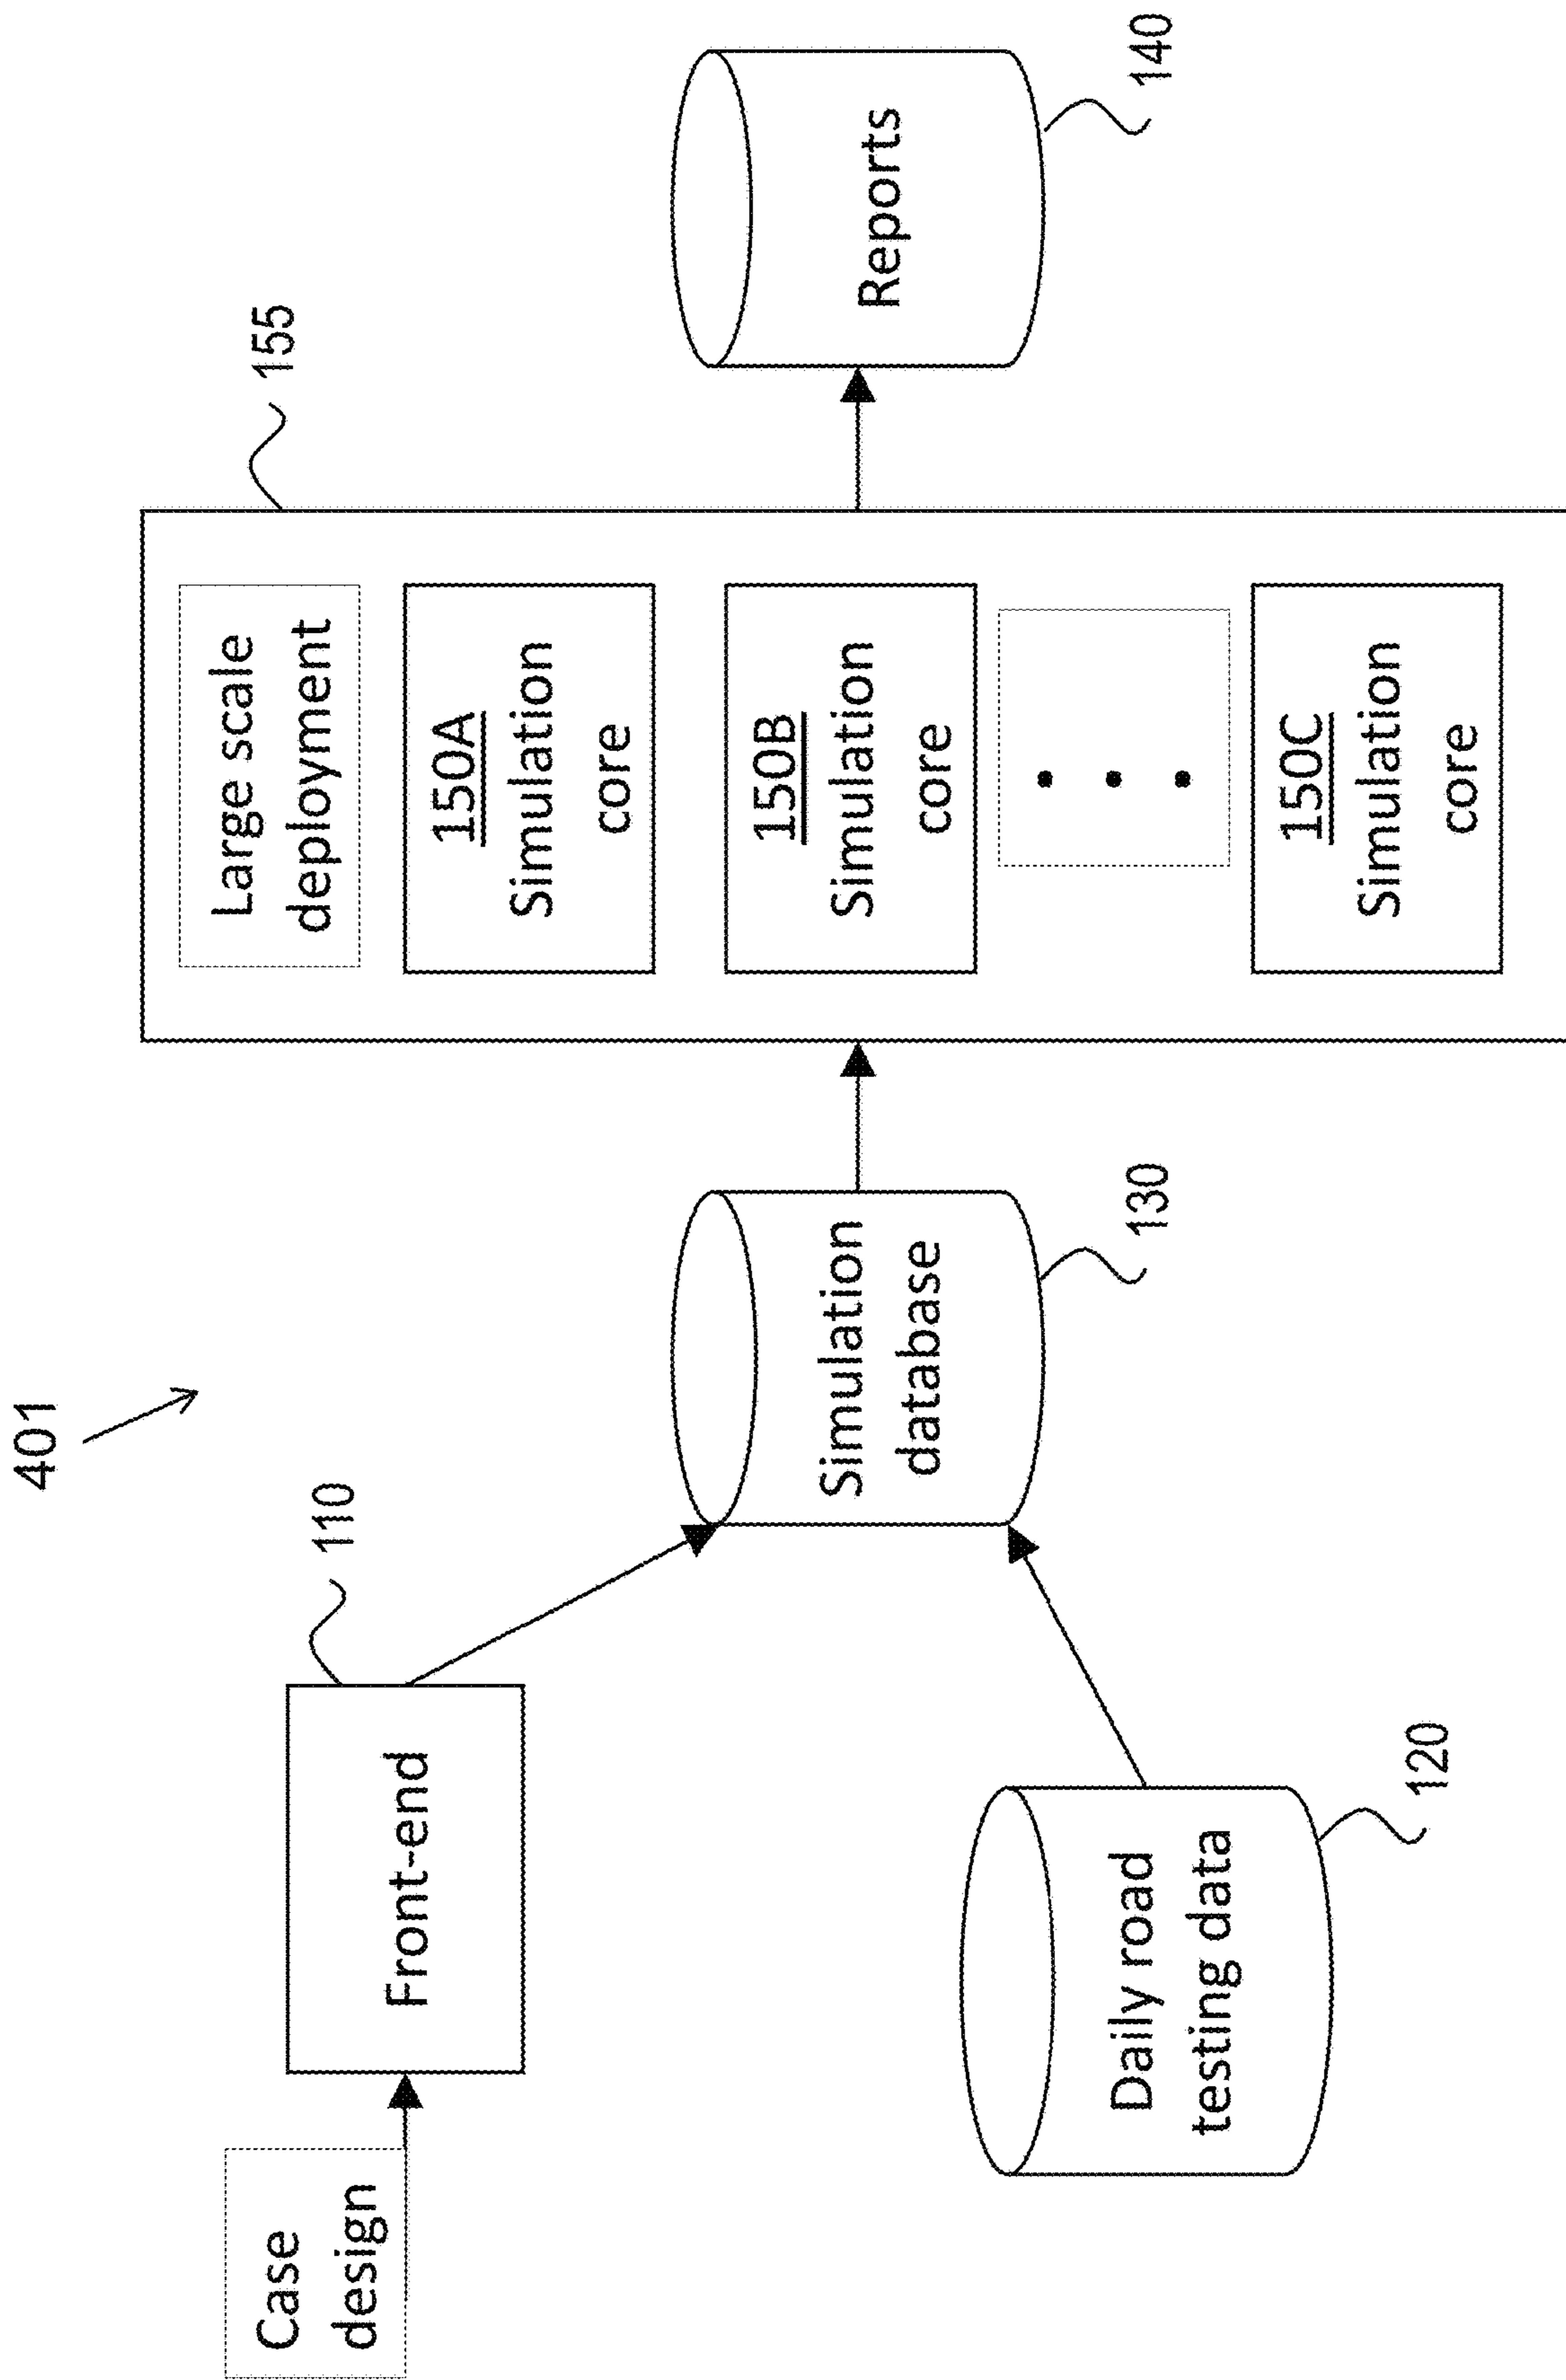 401
Case
design
Front-end
110
Daily road
testing data
120
Simulation
database
130
Large scale
deployment
155
150A
Simulation
core
150B
Simulation
core
150C
Simulation
core
Reports
140